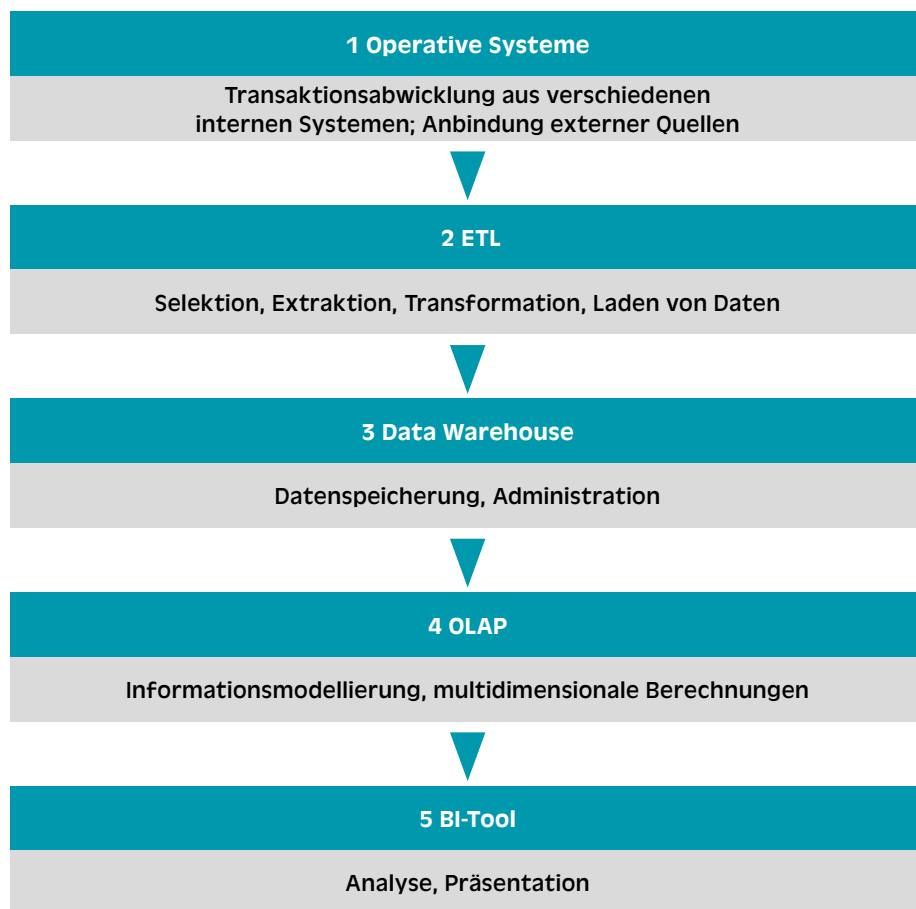 1 Operative Systeme
Transaktionsabwicklung aus verschiedenen
internen Systemen; Anbindung externer Quellen
2 ETL
Selektion, Extraktion, Transformation, Laden von Daten
3 Data Warehouse
Datenspeicherung, Administration
4 OLAP
Informationsmodellierung, multidimensionale Berechnungen
5 BI-Tool
Analyse, Präsentation